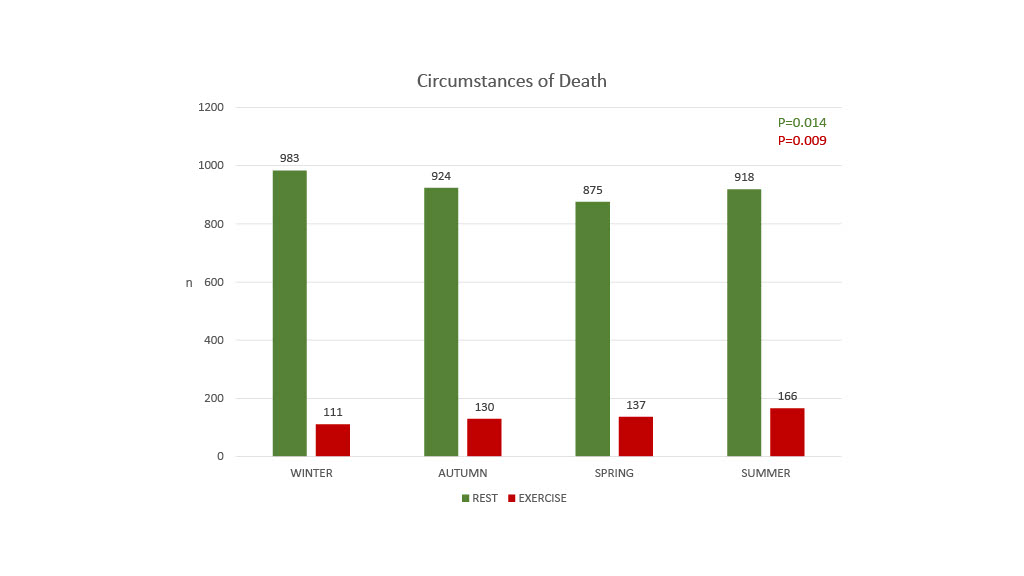 Circumstances of Death
1200
P=0.014
P=0.009
983
1000
924
918
875
800
n
600
400
200
166
137
130
111
0
WINTER
AUTUMN
SPRING
SUMMER
REST
EXERCISE